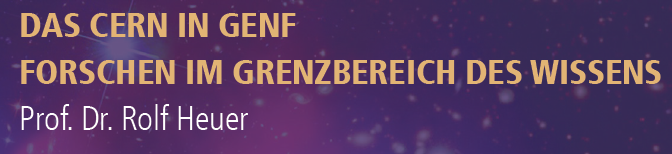 DAS CERN IN GENF
FORSCHEN IM GRENZBEREICH DES WISSENS
Prof. Dr. Rolf Heuer